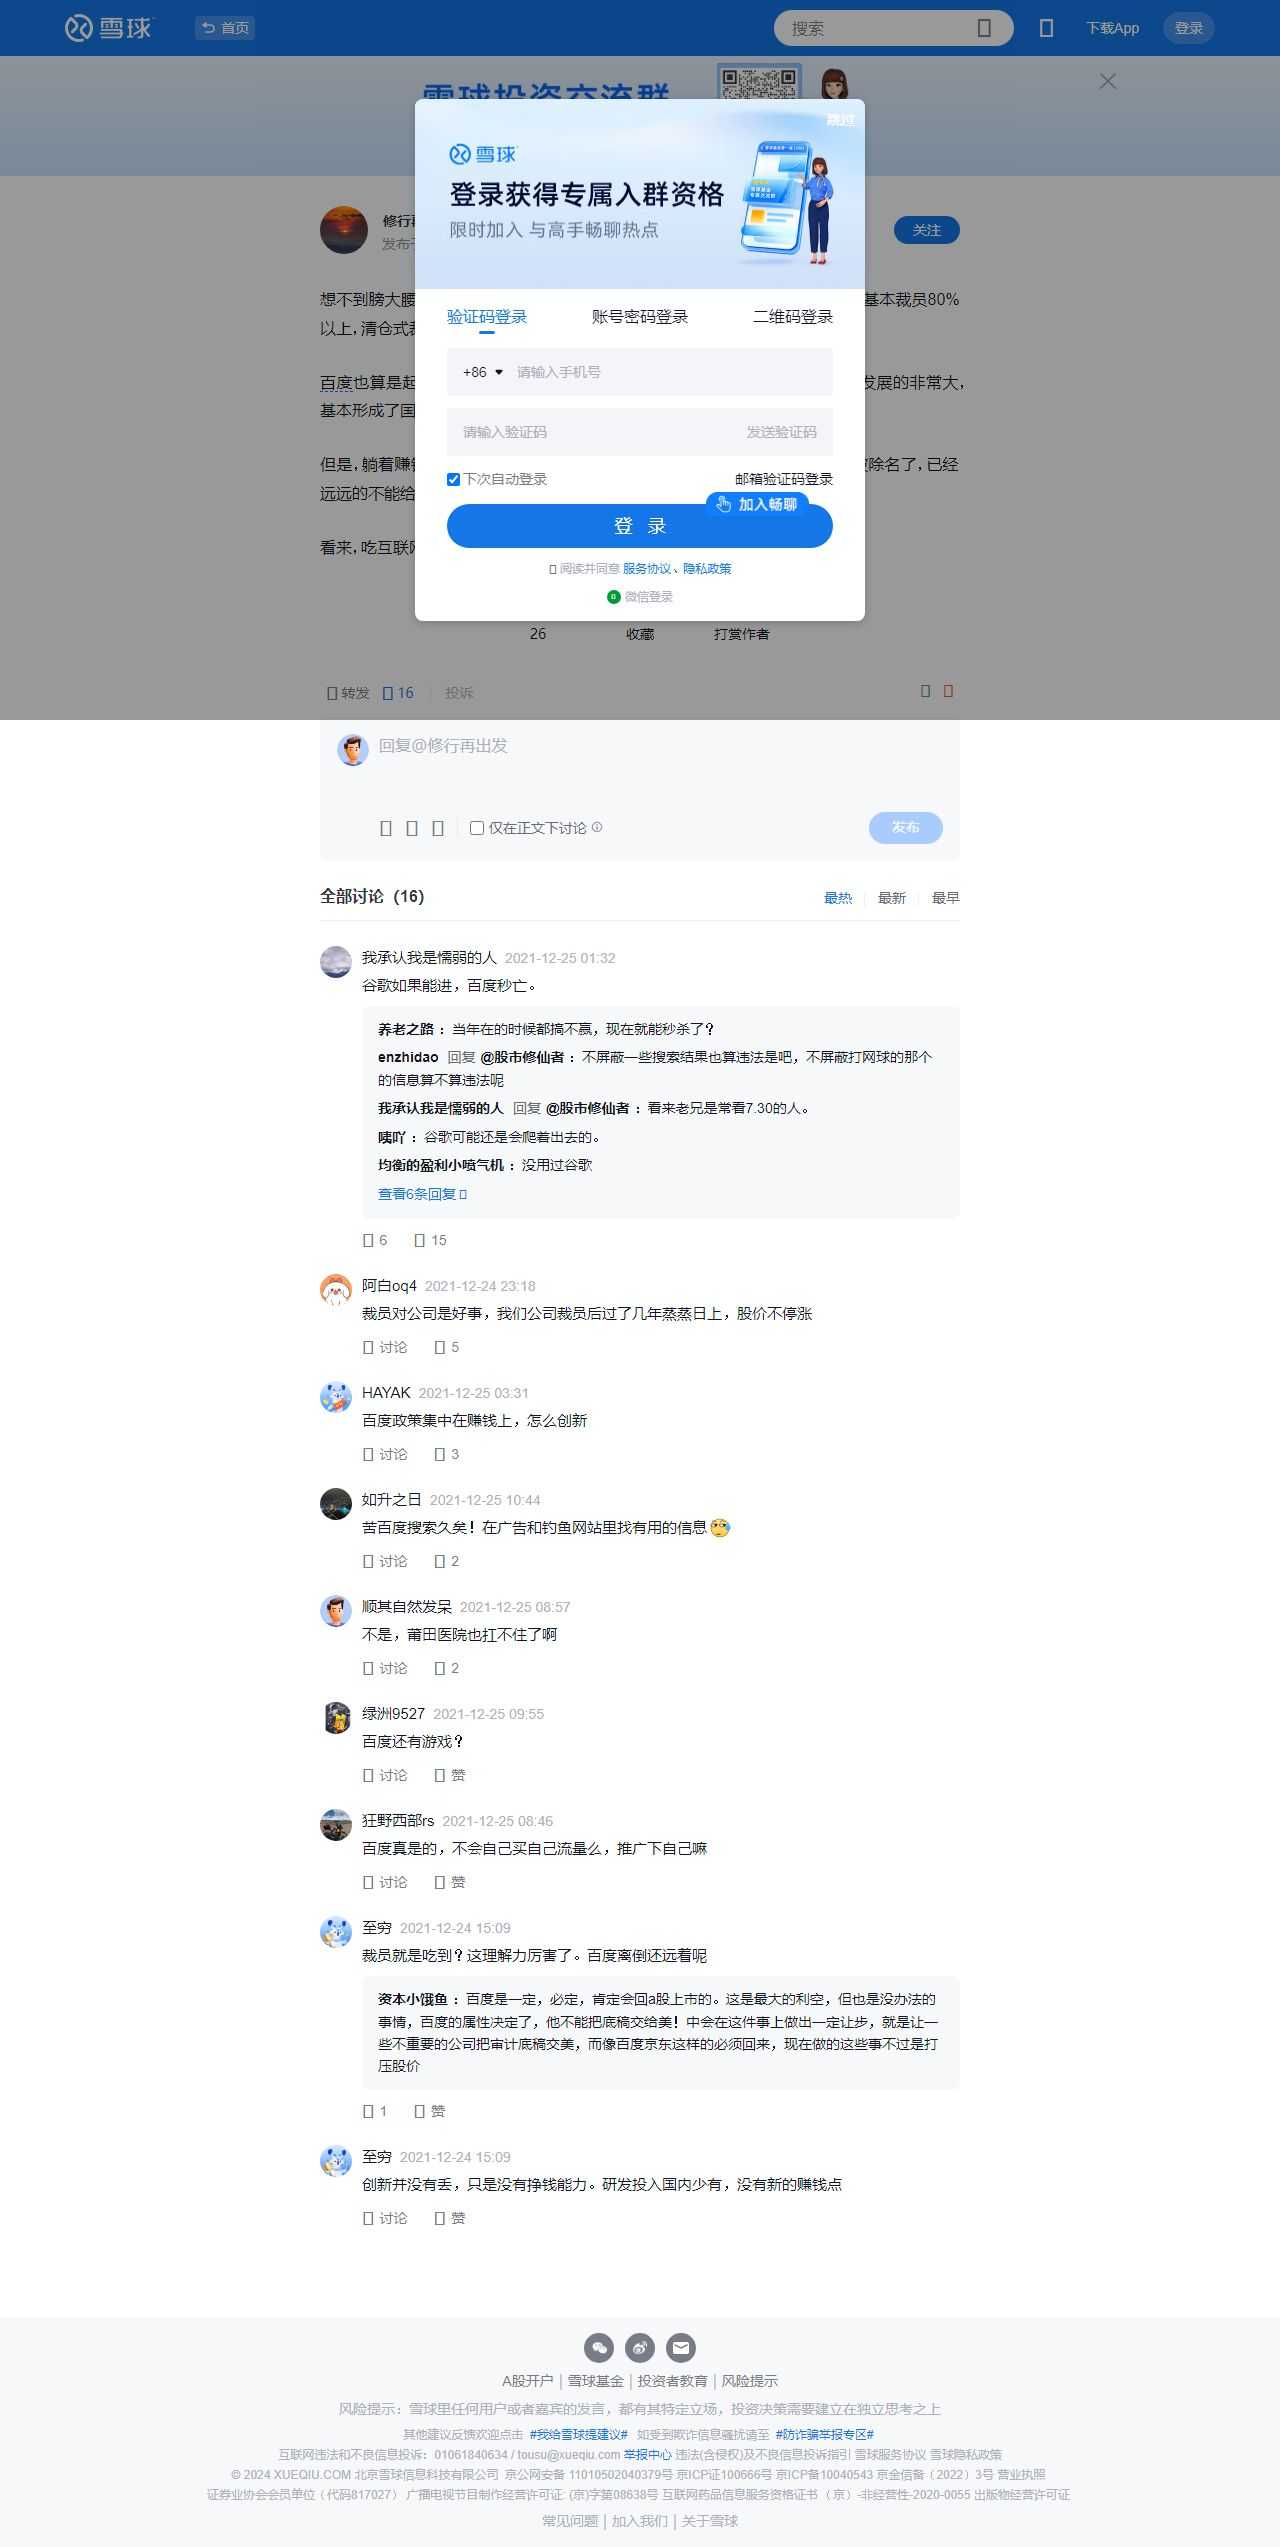 雪球
首页
搜索
下载App
登录
雪球投资交流群
跳过
雪球
登录获得专属入群资格
限时加入 与高手畅聊热点
修行再
发布于
关注
想不到膀大腰
基本裁员80%
以上,清仓式裁
百度也算是起
发展的非常大,
基本形成了国
但是,躺着赚钱
除名了,已经
远远的不能给
看来,吃互联网
验证码登录
账号密码登录
二维码登录
+86
请输入手机号
请输入验证码
发送验证码
下次自动登录
邮箱验证码登录
加入畅聊
登 录
阅读并同意 服务协议、隐私政策
微信登录
26
收藏
打赏作者
转发 16 投诉
回复@修行再出发
仅在正文下讨论
发布
全部讨论（16）
最热
最新
最早
我承认我是懦弱的人 2021-12-25 01:32
谷歌如果能进，百度秒亡。
养老之路：当年在的时候都搞不赢，现在就能秒杀了？
enzhidao 回复 @股市修仙者：不屏蔽一些搜索结果也算违法是吧，不屏蔽打网球的那个
的信息算不算违法呢
我承认我是懦弱的人 回复 @股市修仙者：看来老兄是常看7.30的人。
咦吖：谷歌可能还是会爬着出去的。
均衡的盈利小喷气机：没用过谷歌
查看6条回复
6 15
阿白oq4 2021-12-24 23:18
裁员对公司是好事，我们公司裁员后过了几年蒸蒸日上，股价不停涨
讨论 5
HAYAK 2021-12-25 03:31
百度政策集中在赚钱上，怎么创新
讨论 3
如升之日 2021-12-25 10:44
苦百度搜索久矣！在广告和钓鱼网站里找有用的信息
讨论 2
顺其自然发呆 2021-12-25 08:57
不是，莆田医院也扛不住了啊
讨论 2
绿洲9527 2021-12-25 09:55
百度还有游戏？
讨论 赞
狂野西部rs 2021-12-25 08:46
百度真是的，不会自己买自己流量么，推广下自己嘛
讨论 赞
至穷 2021-12-24 15:09
裁员就是吃到？这理解力厉害了。百度离倒还远着呢
资本小饿鱼：百度是一定，必定，肯定会回a股上市的。这是最大的利空，但也是没办法的
事情，百度的属性决定了，他不能把底稿交给美！中会在这件事上做出一定让步，就是让一
些不重要的公司把审计底稿交美，而像百度京东这样的必须回来，现在做的这些事不过是打
压股价
1 赞
至穷 2021-12-24 15:09
创新并没有丢，只是没有挣钱能力。研发投入国内少有，没有新的赚钱点
讨论 赞
A股开户 | 雪球基金 | 投资者教育 | 风险提示
风险提示：雪球里任何用户或者嘉宾的发言，都有其特定立场，投资决策需要建立在独立思考之上
其他建议反馈欢迎点击 #我给雪球提建议# 如受到欺诈信息骚扰请至 #防诈骗举报专区#
互联网违法和不良信息投诉：01061840634 / tousu@xueqiu.com 举报中心 违法(含侵权)及不良信息投诉指引 雪球服务协议 雪球隐私政策
© 2024 XUEQIU.COM 北京雪球信息科技有限公司 京公网安备 11010502040379号 京ICP证100666号 京ICP备10040543 京金信备（2022）3号 营业执照
证券业协会会员单位（代码817027） 广播电视节目制作经营许可证: (京)字第08638号 互联网药品信息服务资格证书 （京）-非经营性-2020-0055 出版物经营许可证
常见问题 | 加入我们 | 关于雪球